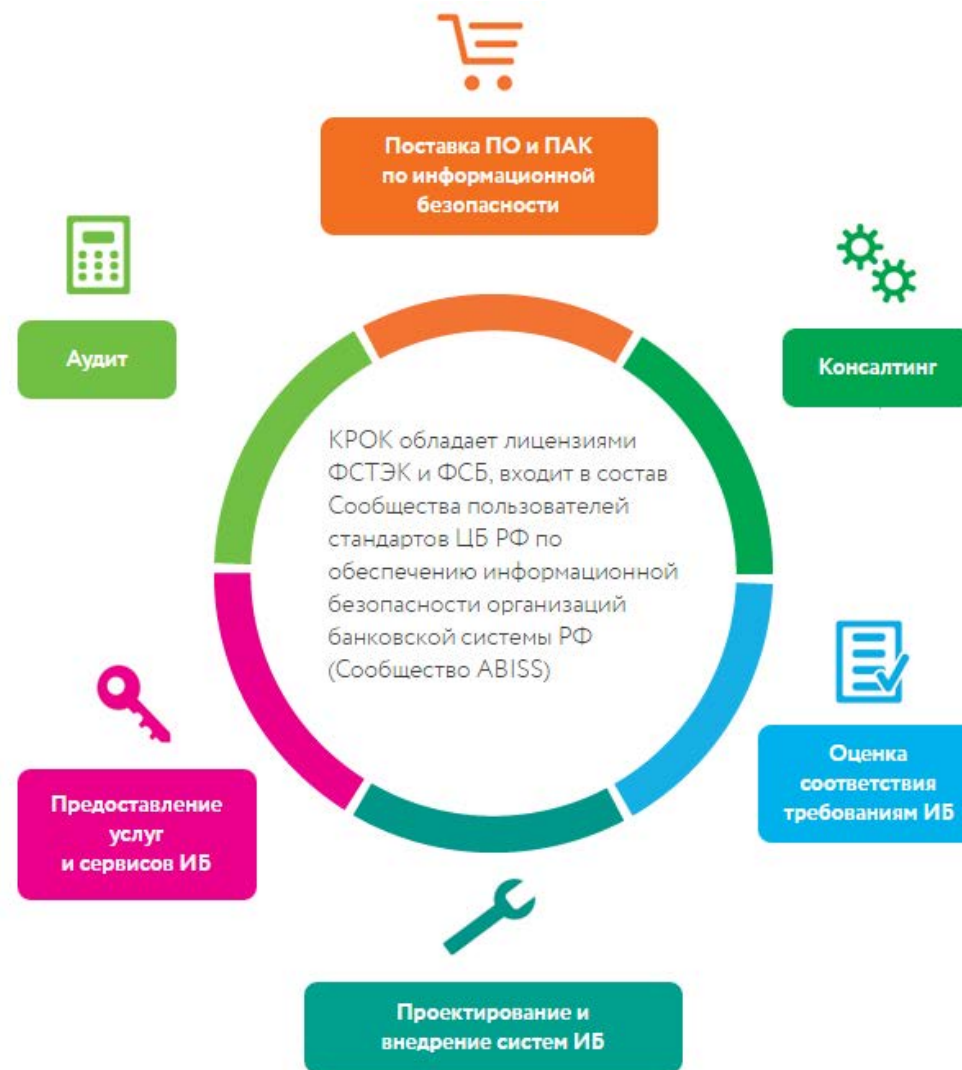 Поставка ПО и ПАК
по информационной
безопасности
Аудит
Консалтинг
КРОК обладает лицензиями
ФСТЭК и ФСБ, входит в состав
Сообщества пользователей
стандартов ЦБ РФ по
обеспечению информационной
безопасности организаций
банковской системы РФ
(Сообщество ABISS)
Предоставление
услуг
и сервисов ИБ
Оценка
соответствия
требованиям ИБ
Проектирование и
внедрение систем ИБ